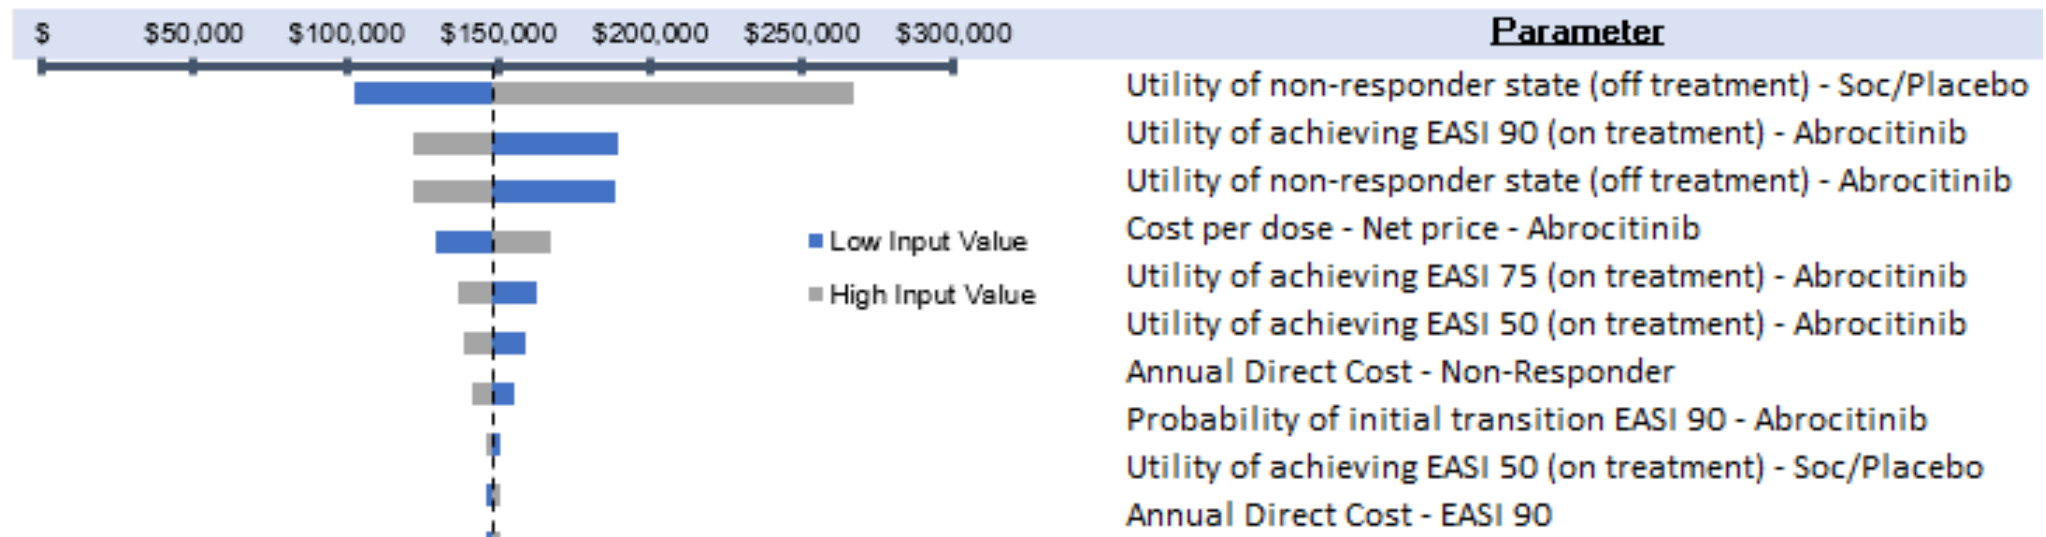 $ $50,000 $100,000 $150,000 $200,000 $250,000 $300,000 Parameter
Utility of non-responder state (off treatment) - Soc/Placebo
Utility of achieving EASI 90 (on treatment) - Abrocitinib
Utility of non-responder state (off treatment) - Abrocitinib
Cost per dose - Net price - Abrocitinib
Low Input Value
Utility of achieving EASI 75 (on treatment) - Abrocitinib
High Input Value
Utility of achieving EASI 50 (on treatment) - Abrocitinib
Annual Direct Cost - Non-Responder
Probability of initial transition EASI 90 - Abrocitinib
Utility of achieving EASI 50 (on treatment) - Soc/Placebo
Annual Direct Cost - EASI 90